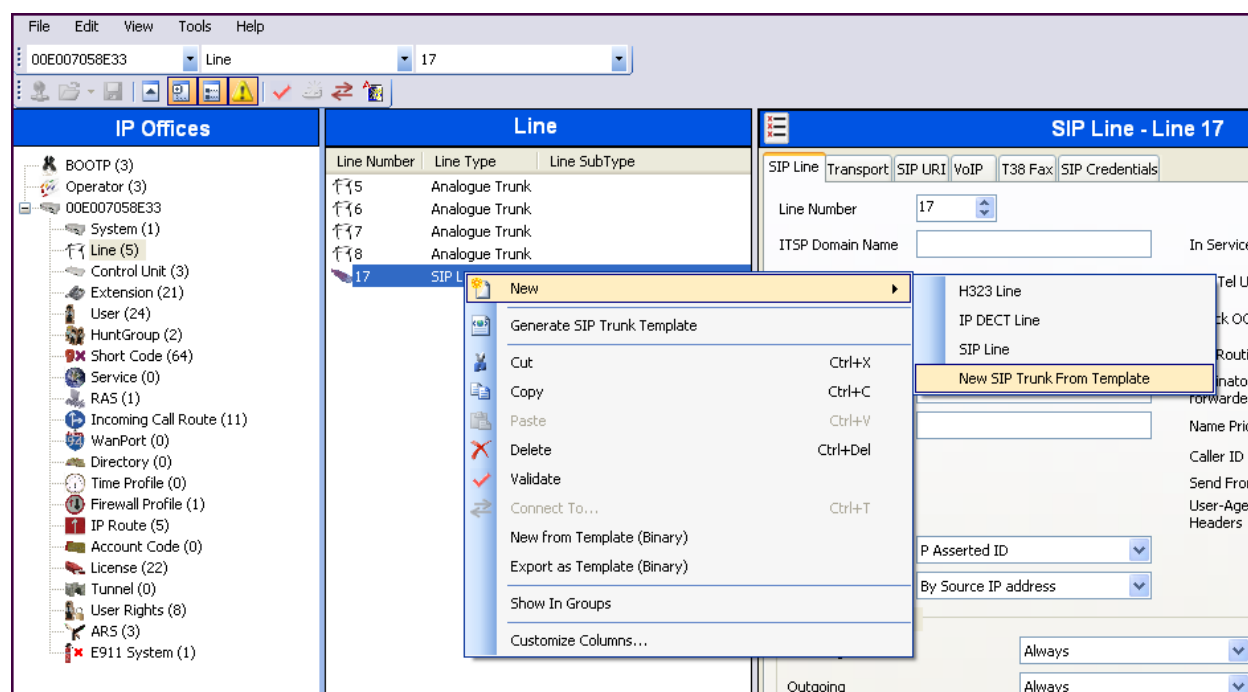 File Edit View Tools Help
00E007058E33 Line 17
IP Offices
BOOTP (3)
Operator (3)
00E007058E33
System (1)
Line (5)
Control Unit (3)
Extension (21)
User (24)
HuntGroup (2)
Short Code (64)
Service (0)
RAS (1)
Incoming Call Route (11)
WanPort (0)
Directory (0)
Time Profile (0)
Firewall Profile (1)
IP Route (5)
Account Code (0)
License (22)
Tunnel (0)
User Rights (8)
ARS (3)
E911 System (1)
Line
Line Number Line Type Line SubType
5 Analogue Trunk
6 Analogue Trunk
7 Analogue Trunk
8 Analogue Trunk
17 SIP L
New
Generate SIP Trunk Template
Cut Ctrl+X
Copy Ctrl+C
Paste Ctrl+V
Delete Ctrl+Del
Validate
Connect To... Ctrl+T
New from Template (Binary)
Export as Template (Binary)
Show In Groups
Customize Columns...
H323 Line
IP DECT Line
SIP Line
New SIP Trunk From Template
SIP Line - Line 17
SIP Line Transport SIP URI VoIP T38 Fax SIP Credentials
Line Number 17
ITSP Domain Name In Service
Tel U
Name Pri
Caller ID
Send Fro
User-Age
Headers
P Asserted ID
By Source IP address
Always
Outgoing Always